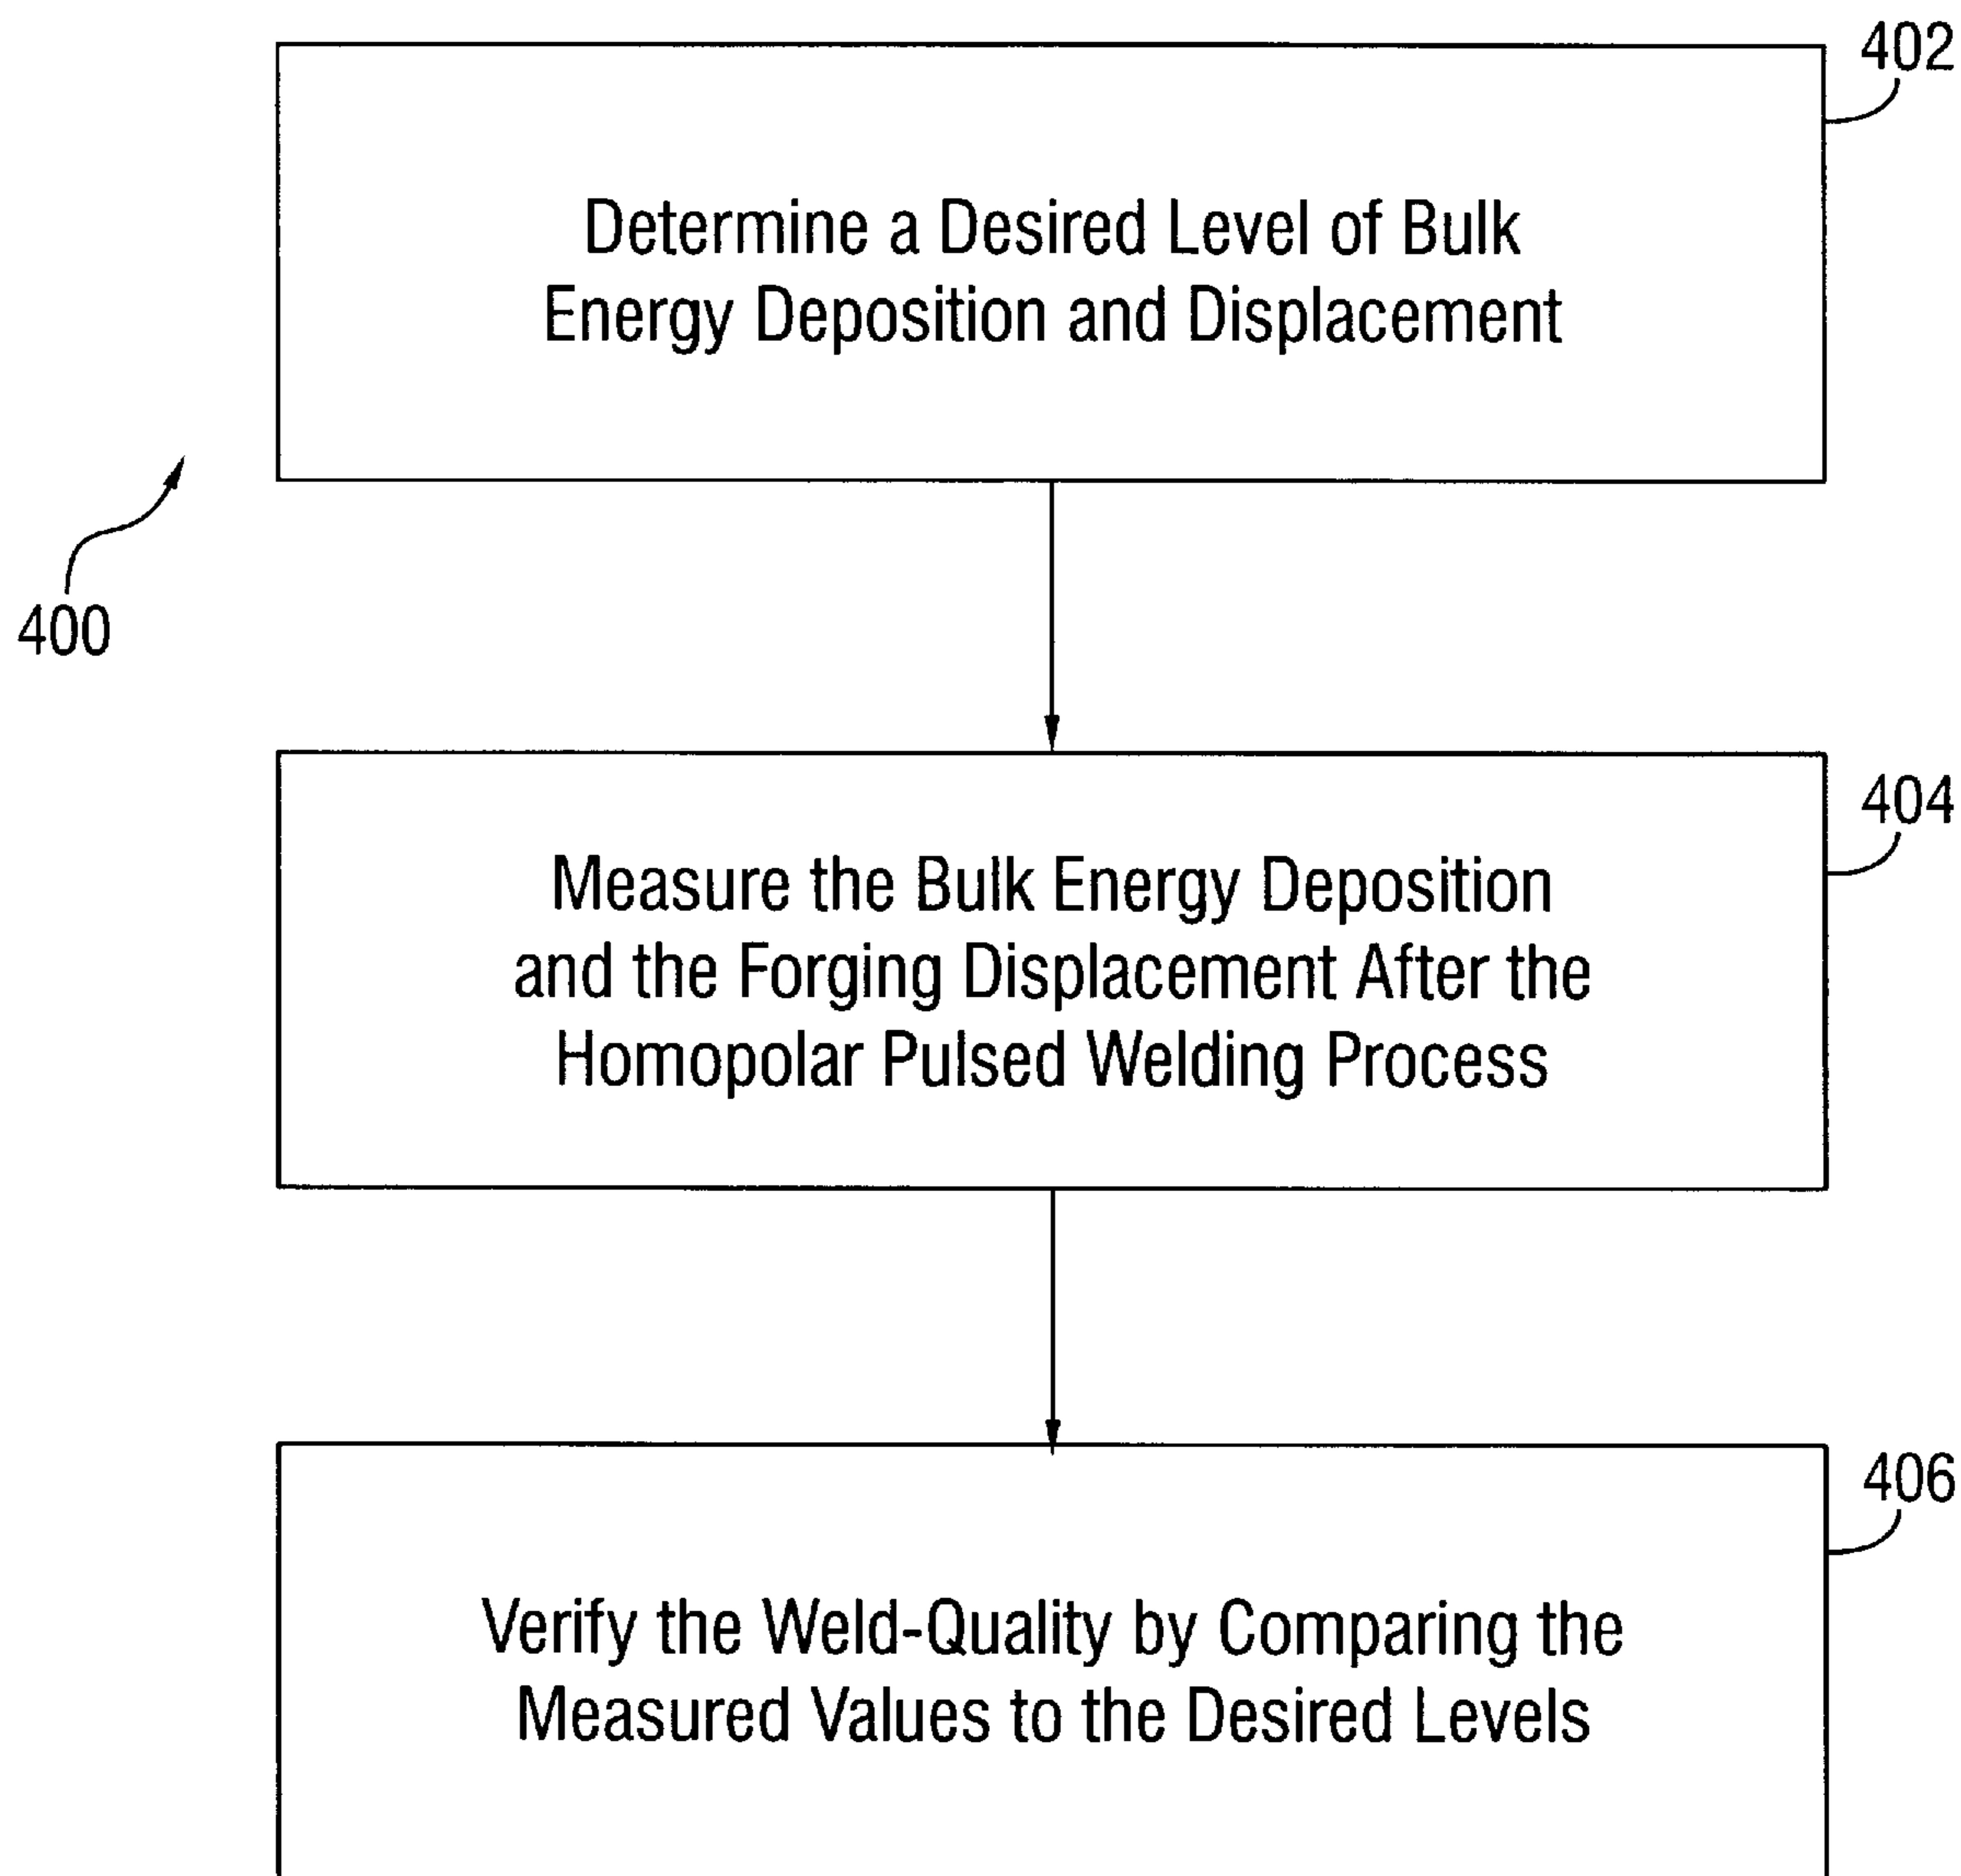 402
Determine a Desired Level of Bulk
Energy Deposition and Displacement
400
404
Measure the Bulk Energy Deposition
and the Forging Displacement After the
Homopolar Pulsed Welding Process
406
Verify the Weld-Quality by Comparing the
Measured Values to the Desired Levels